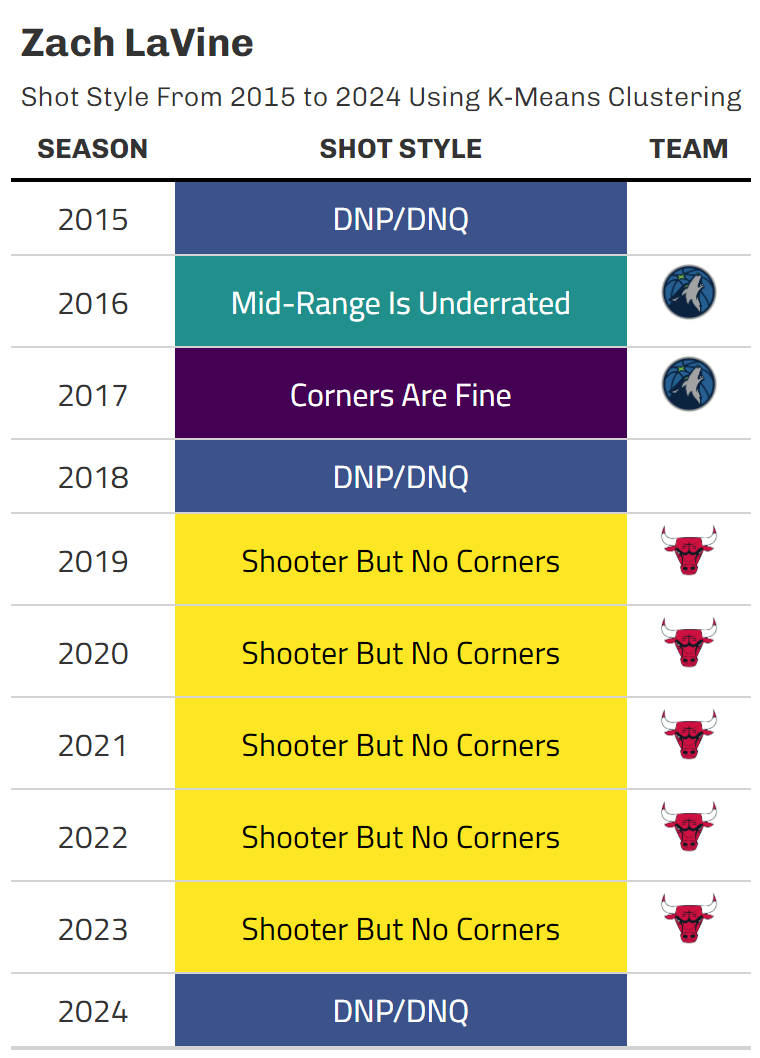 Zach LaVine
Shot Style From 2015 to 2024 Using K-Means Clustering
SEASON SHOT STYLE TEAM
2015 DNP/DNQ
2016 Mid-Range Is Underrated
2017 Corners Are Fine
2018 DNP/DNQ
2019 Shooter But No Corners
2020 Shooter But No Corners
2021 Shooter But No Corners
2022 Shooter But No Corners
2023 Shooter But No Corners
2024 DNP/DNQ